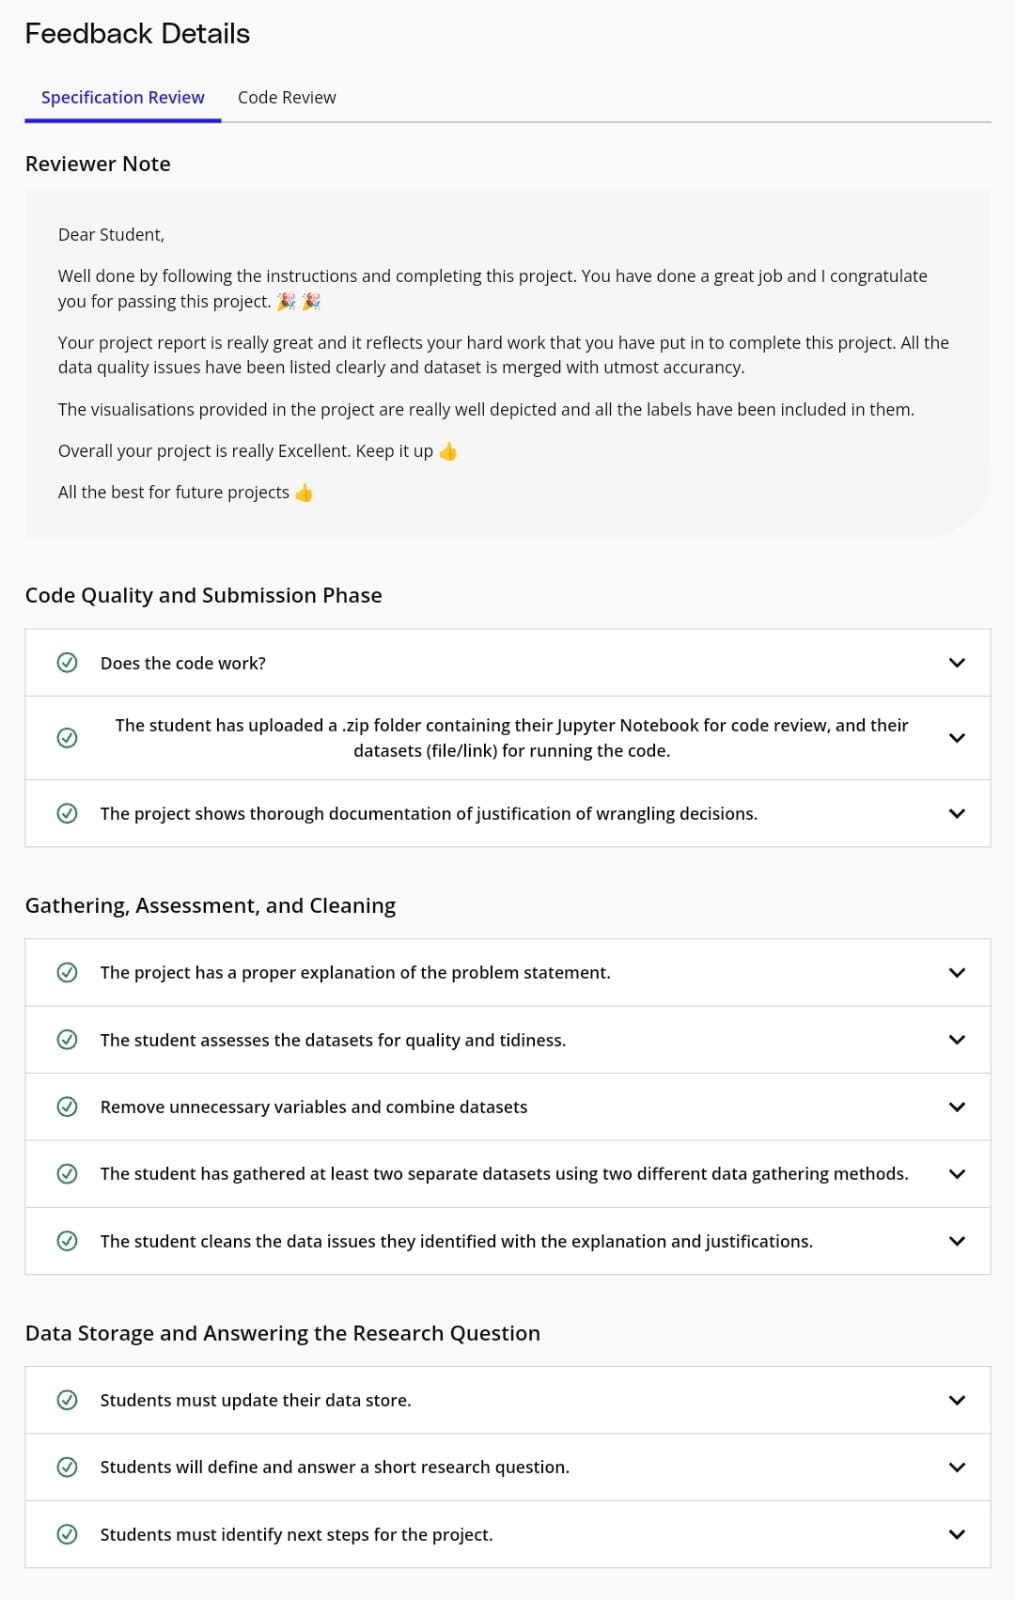 Feedback Details
Specification Review
Code Review
Reviewer Note
Dear Student,
Well done by following the instructions and completing this project. You have done a great job and I congratulate
you for passing this project. 🎉 🎉
Your project report is really great and it reflects your hard work that you have put in to complete this project. All the
data quality issues have been listed clearly and dataset is merged with utmost accurancy.
The visualisations provided in the project are really well depicted and all the labels have been included in them.
Overall your project is really Excellent. Keep it up 👍
All the best for future projects 👍
Code Quality and Submission Phase
Does the code work?
The student has uploaded a .zip folder containing their Jupyter Notebook for code review, and their
datasets (file/link) for running the code.
The project shows thorough documentation of justification of wrangling decisions.
Gathering, Assessment, and Cleaning
The project has a proper explanation of the problem statement.
The student assesses the datasets for quality and tidiness.
Remove unnecessary variables and combine datasets
The student has gathered at least two separate datasets using two different data gathering methods.
The student cleans the data issues they identified with the explanation and justifications.
Data Storage and Answering the Research Question
Students must update their data store.
Students will define and answer a short research question.
Students must identify next steps for the project.